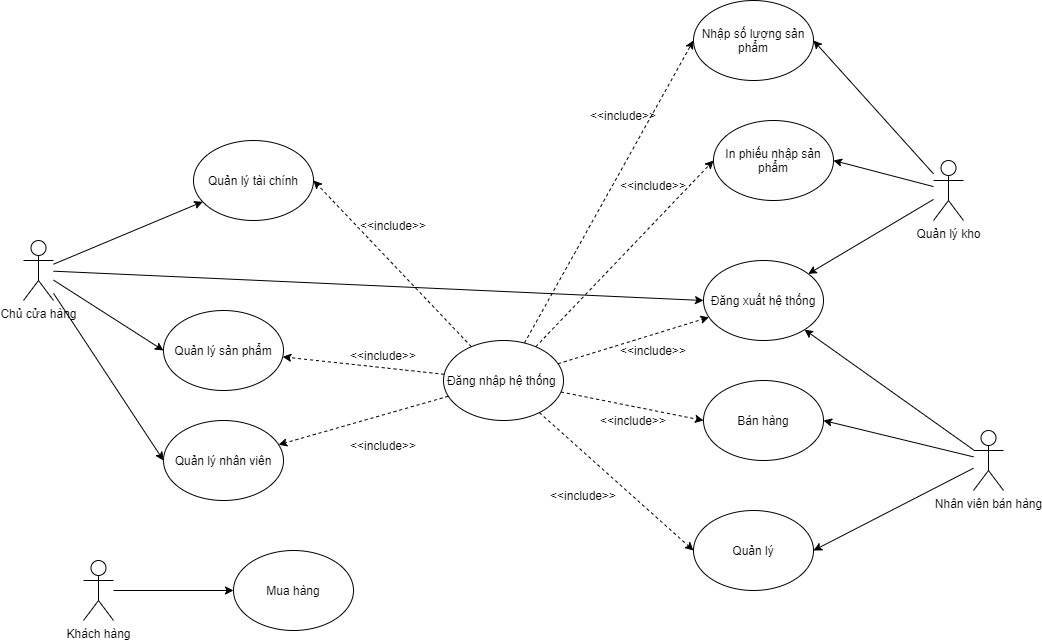 Nhập số lượng sản
phẩm
<<include>>
In phiếu nhập sản
phẩm
<<include>>
Quản lý tài chính
<<include>>
Quản lý kho
Chủ cửa hàng
Đăng xuất hệ thống
Quản lý sản phẩm
<<include>>
<<include>>
Đăng nhập hệ thống
<<include>>
Bán hàng
<<include>>
Quản lý nhân viên
<<include>>
Nhân viên bán hàng
Quản lý
Mua hàng
Khách hàng